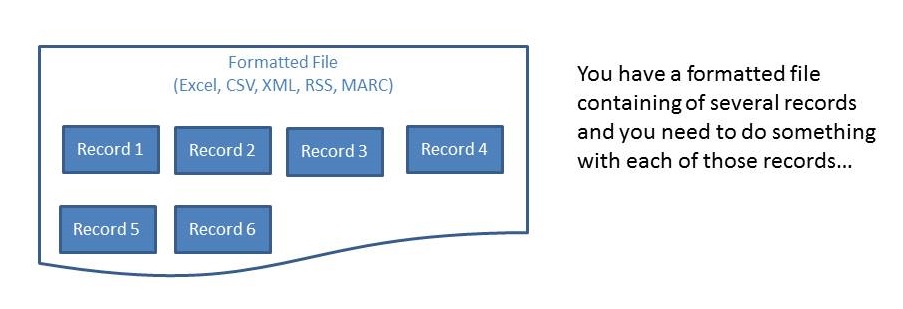 Formatted File
(Excel, CSV, XML, RSS, MARC)
Record 1
Record 2
Record 3
Record 4
Record 5
Record 6
You have a formatted file
containing of several records
and you need to do something
with each of those records...